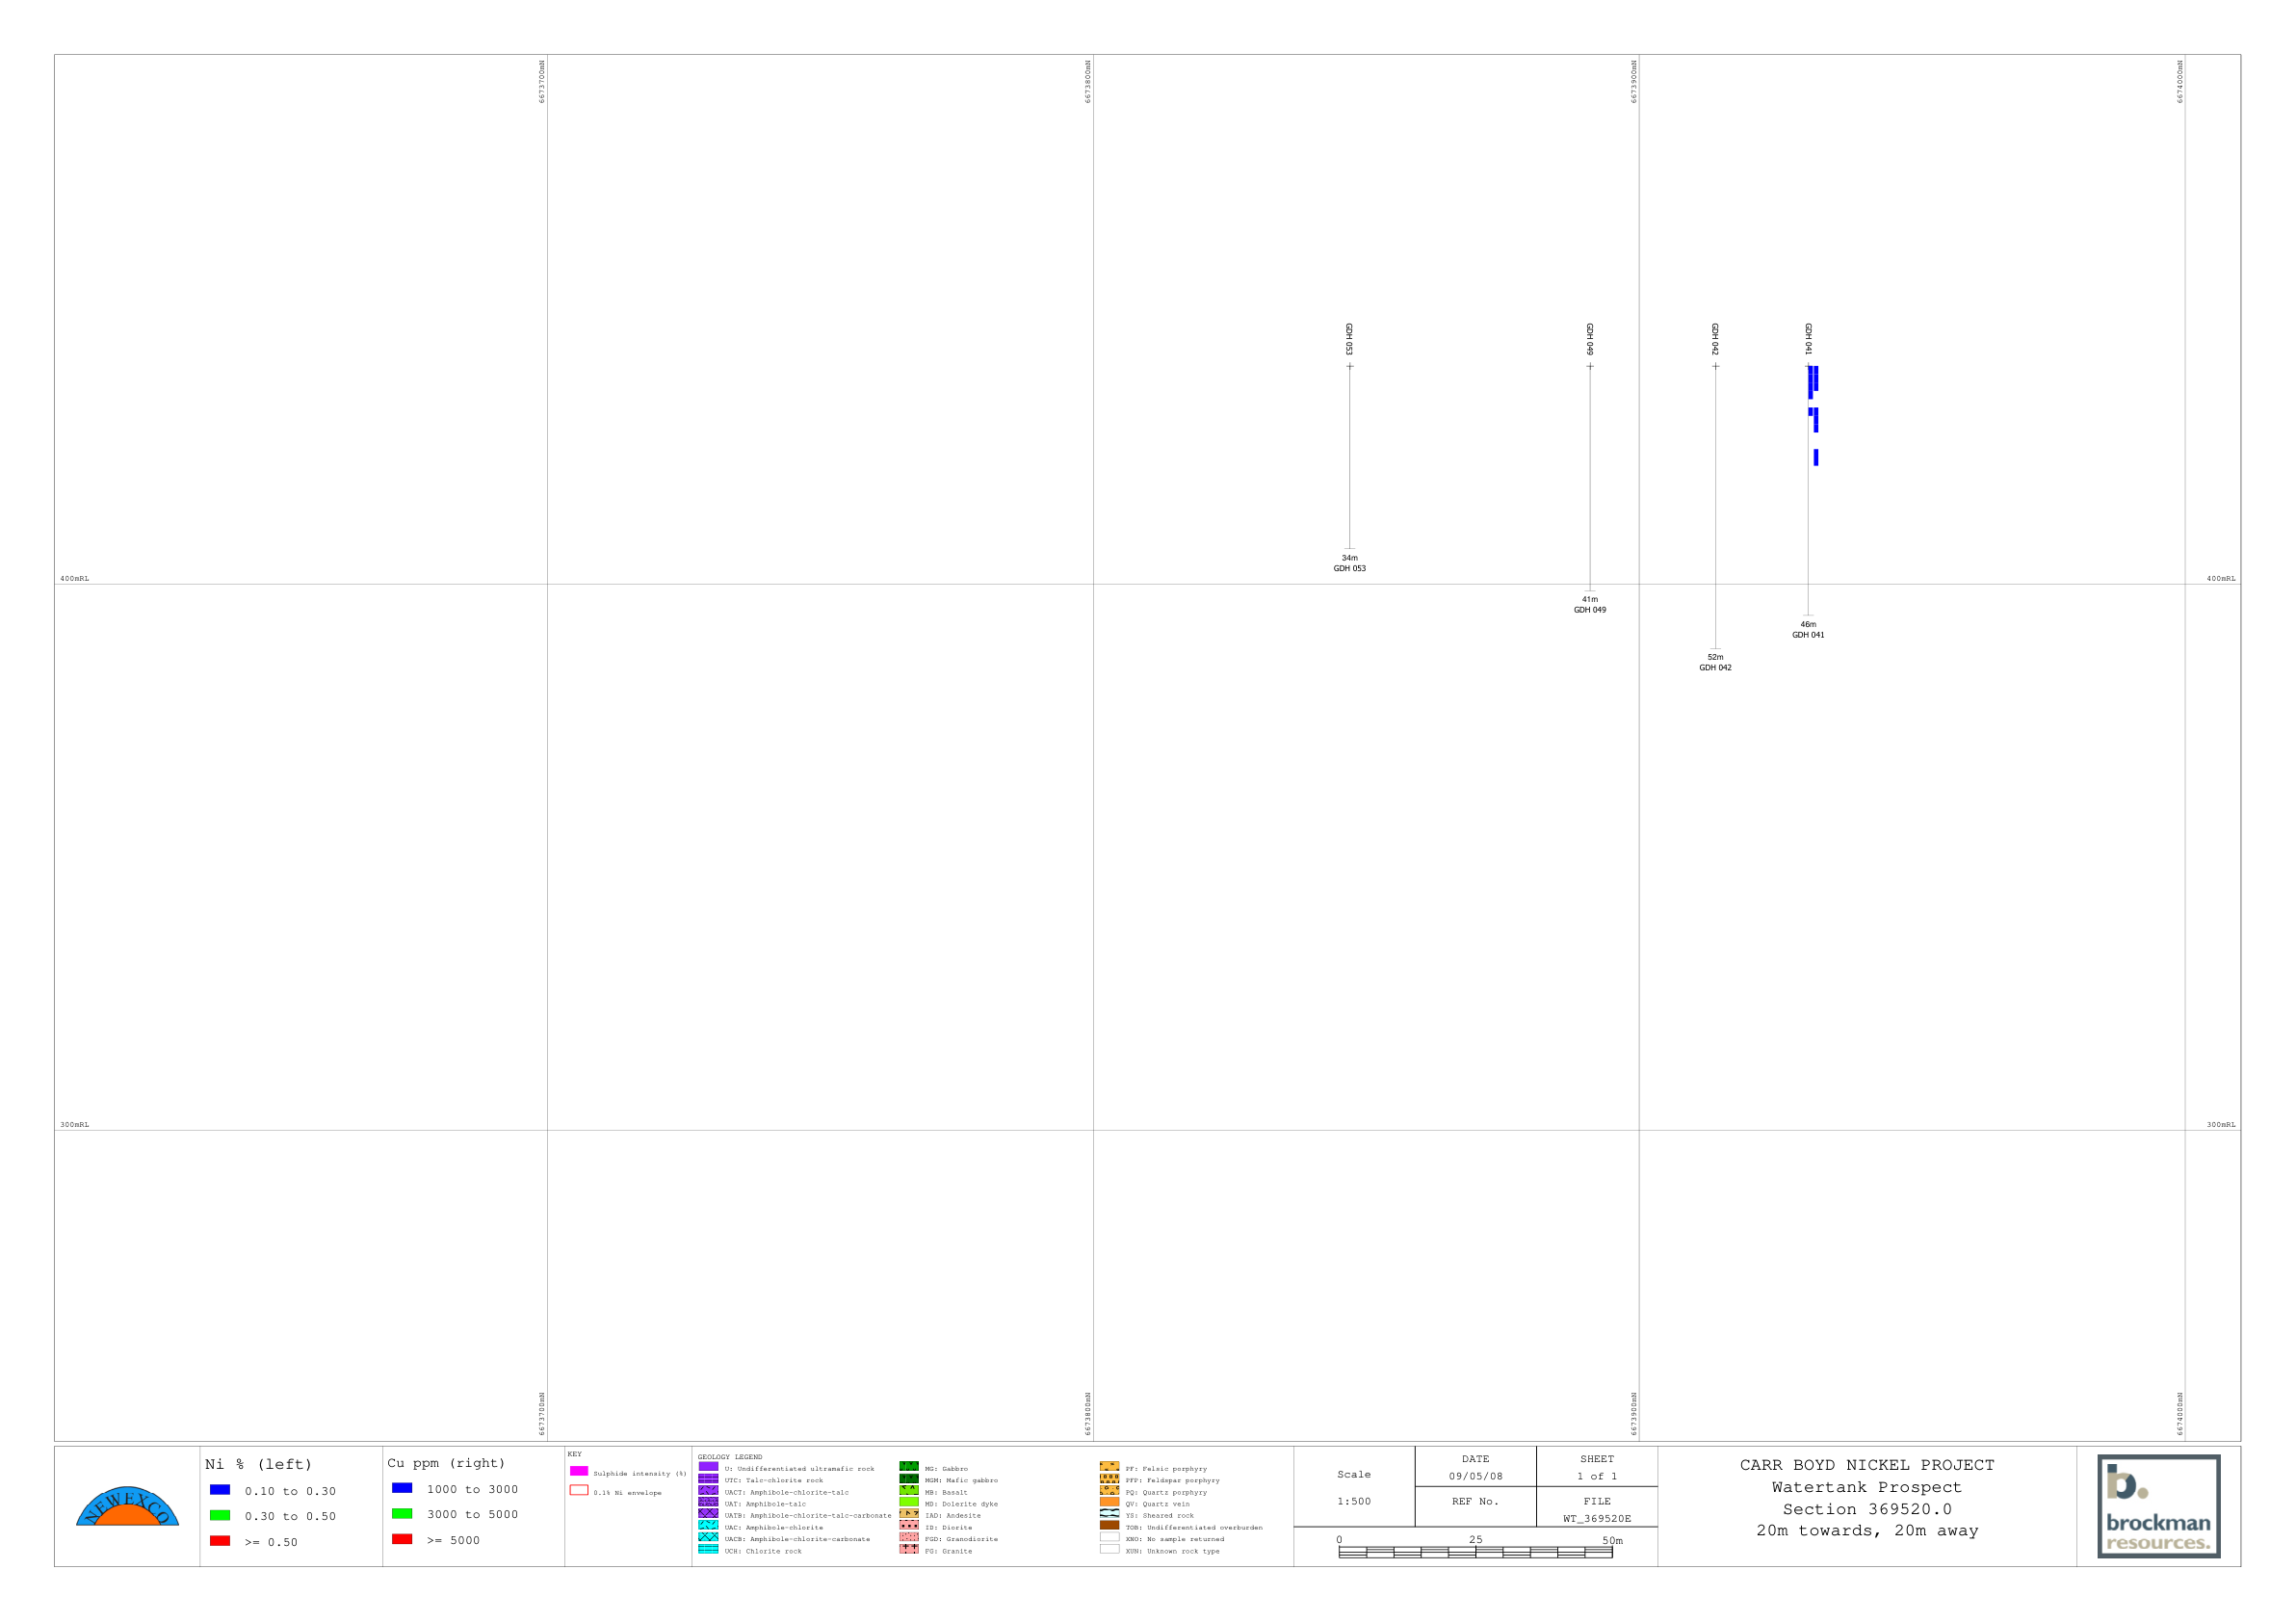 6673700mN
6673800mN
6673900mN
6674000mN
GDH 053
GDH 049
GDH 042
GDH 041
34m
GDH 053
400mRL
400mRL
41m
GDH 049
46m
GDH 041
52m
GDH 042
300mRL
300mRL
6673700mN
6673800mN
6673900mN
6674000mN
NEWEXCO
Ni % (left)
0.10 to 0.30
0.30 to 0.50
>= 0.50
Cu ppm (right)
1000 to 3000
3000 to 5000
>= 5000
KEY
Sulphide intensity (%)
0.1% Ni envelope
GEOLOGY LEGEND
U: Undifferentiated ultramafic rock
UTC: Talc-chlorite rock
UACT: Amphibole-chlorite-talc
UAT: Amphibole-talc
UATB: Amphibole-chlorite-talc-carbonate
UAC: Amphibole-chlorite
UACB: Amphibole-chlorite-carbonate
UCH: Chlorite rock
MG: Gabbro
MGM: Mafic gabbro
MB: Basalt
MD: Dolerite dyke
IAD: Andesite
ID: Diorite
FGD: Granodiorite
FG: Granite
PF: Felsic porphyry
PFP: Feldspar porphyry
PQ: Quartz porphyry
QV: Quartz vein
YS: Sheared rock
TOB: Undifferentiated overburden
XNO: No sample returned
XUN: Unknown rock type
Scale
1:500
DATE
09/05/08
SHEET
1 of 1
REF No.
FILE
WT_369520E
0 25 50m
CARR BOYD NICKEL PROJECT
Watertank Prospect
Section 369520.0
20m towards, 20m away
b.
brockman
resources.